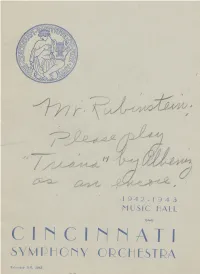 Mr. Rubinstein:
Please play
"Triana" by Albeniz
as an encore.
1942-1943
MUSIC HALL
CINCINNATI
SYMPHONY ORCHESTRA